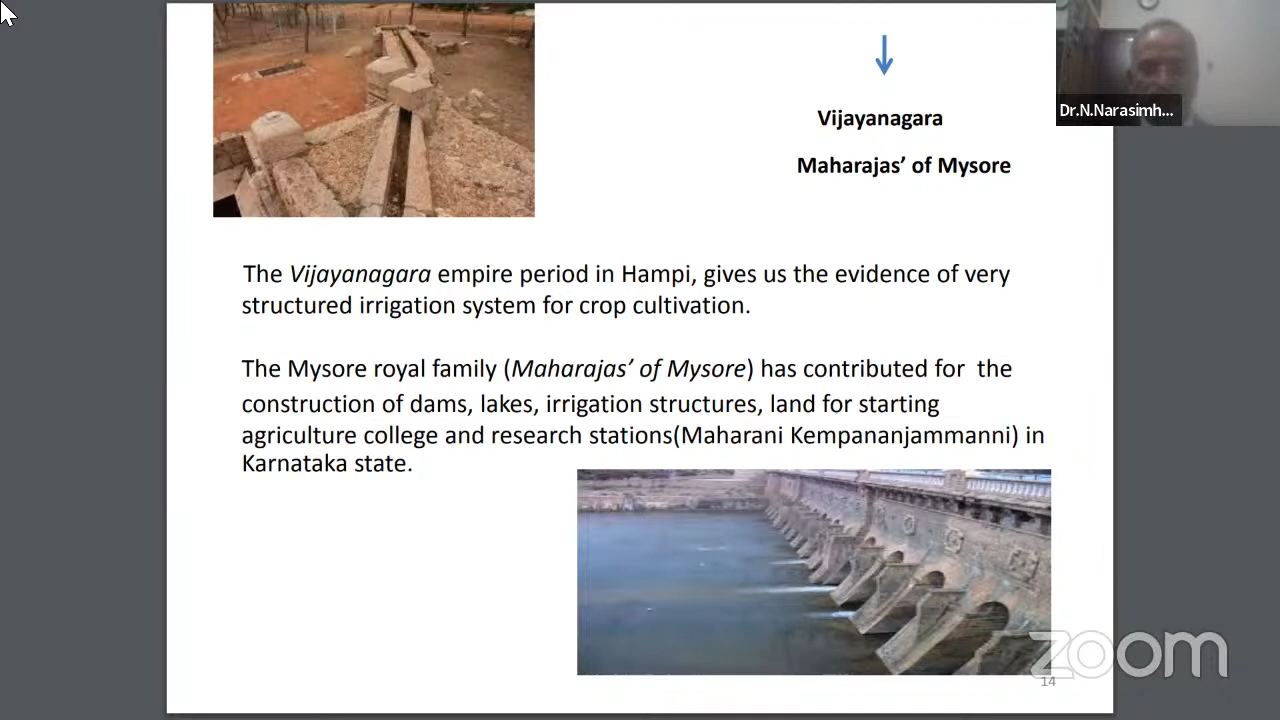 Vijayanagara
Dr.N.Narasimh...
Maharajas’ of Mysore
The Vijayanagara empire period in Hampi, gives us the evidence of very
structured irrigation system for crop cultivation.
The Mysore royal family (Maharajas’ of Mysore) has contributed for the
construction of dams, lakes, irrigation structures, land for starting
agriculture college and research stations(Maharani Kempananjammanni) in
Karnataka state.
zoom
14